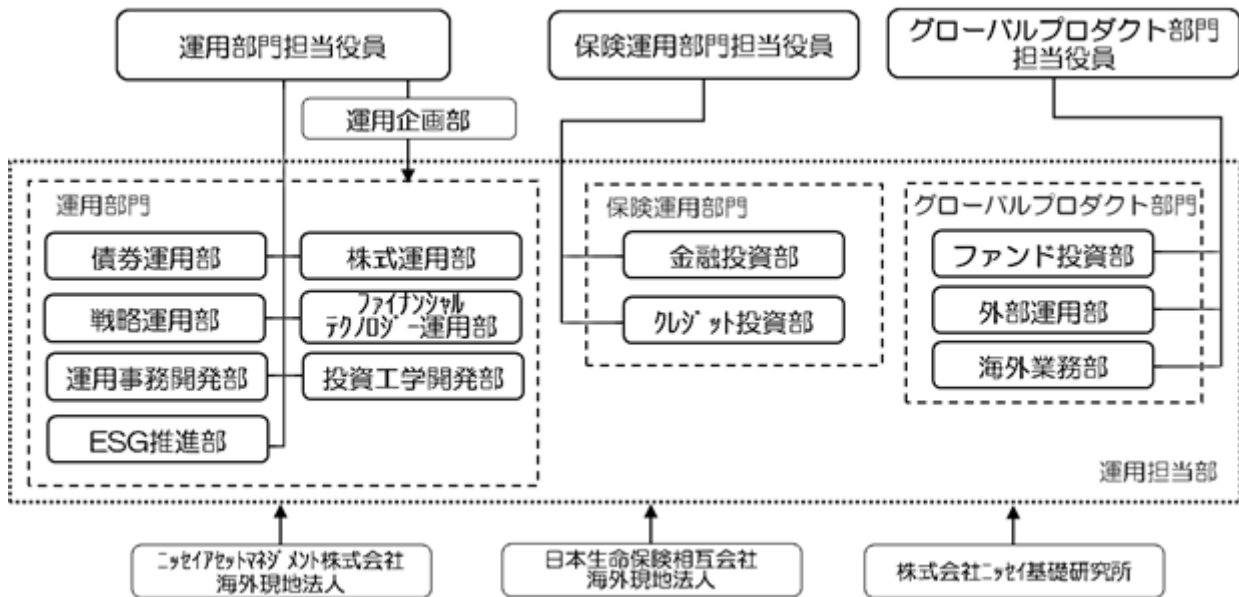 運用部門担当役員
保険運用部門担当役員
グローバルプロダクト部門
担当役員
運用企画部
運用部門
債券運用部
株式運用部
戦略運用部
ファイナンシャル
テクノロジー運用部
運用事務開発部
投資工学開発部
ESG推進部
保険運用部門
金融投資部
クレジット投資部
グローバルプロダクト部門
ファンド投資部
外部運用部
海外業務部
運用担当部
ニッセイアセットマネジメント株式会社
海外現地法人
日本生命保険相互会社
海外現地法人
株式会社ニッセイ基礎研究所